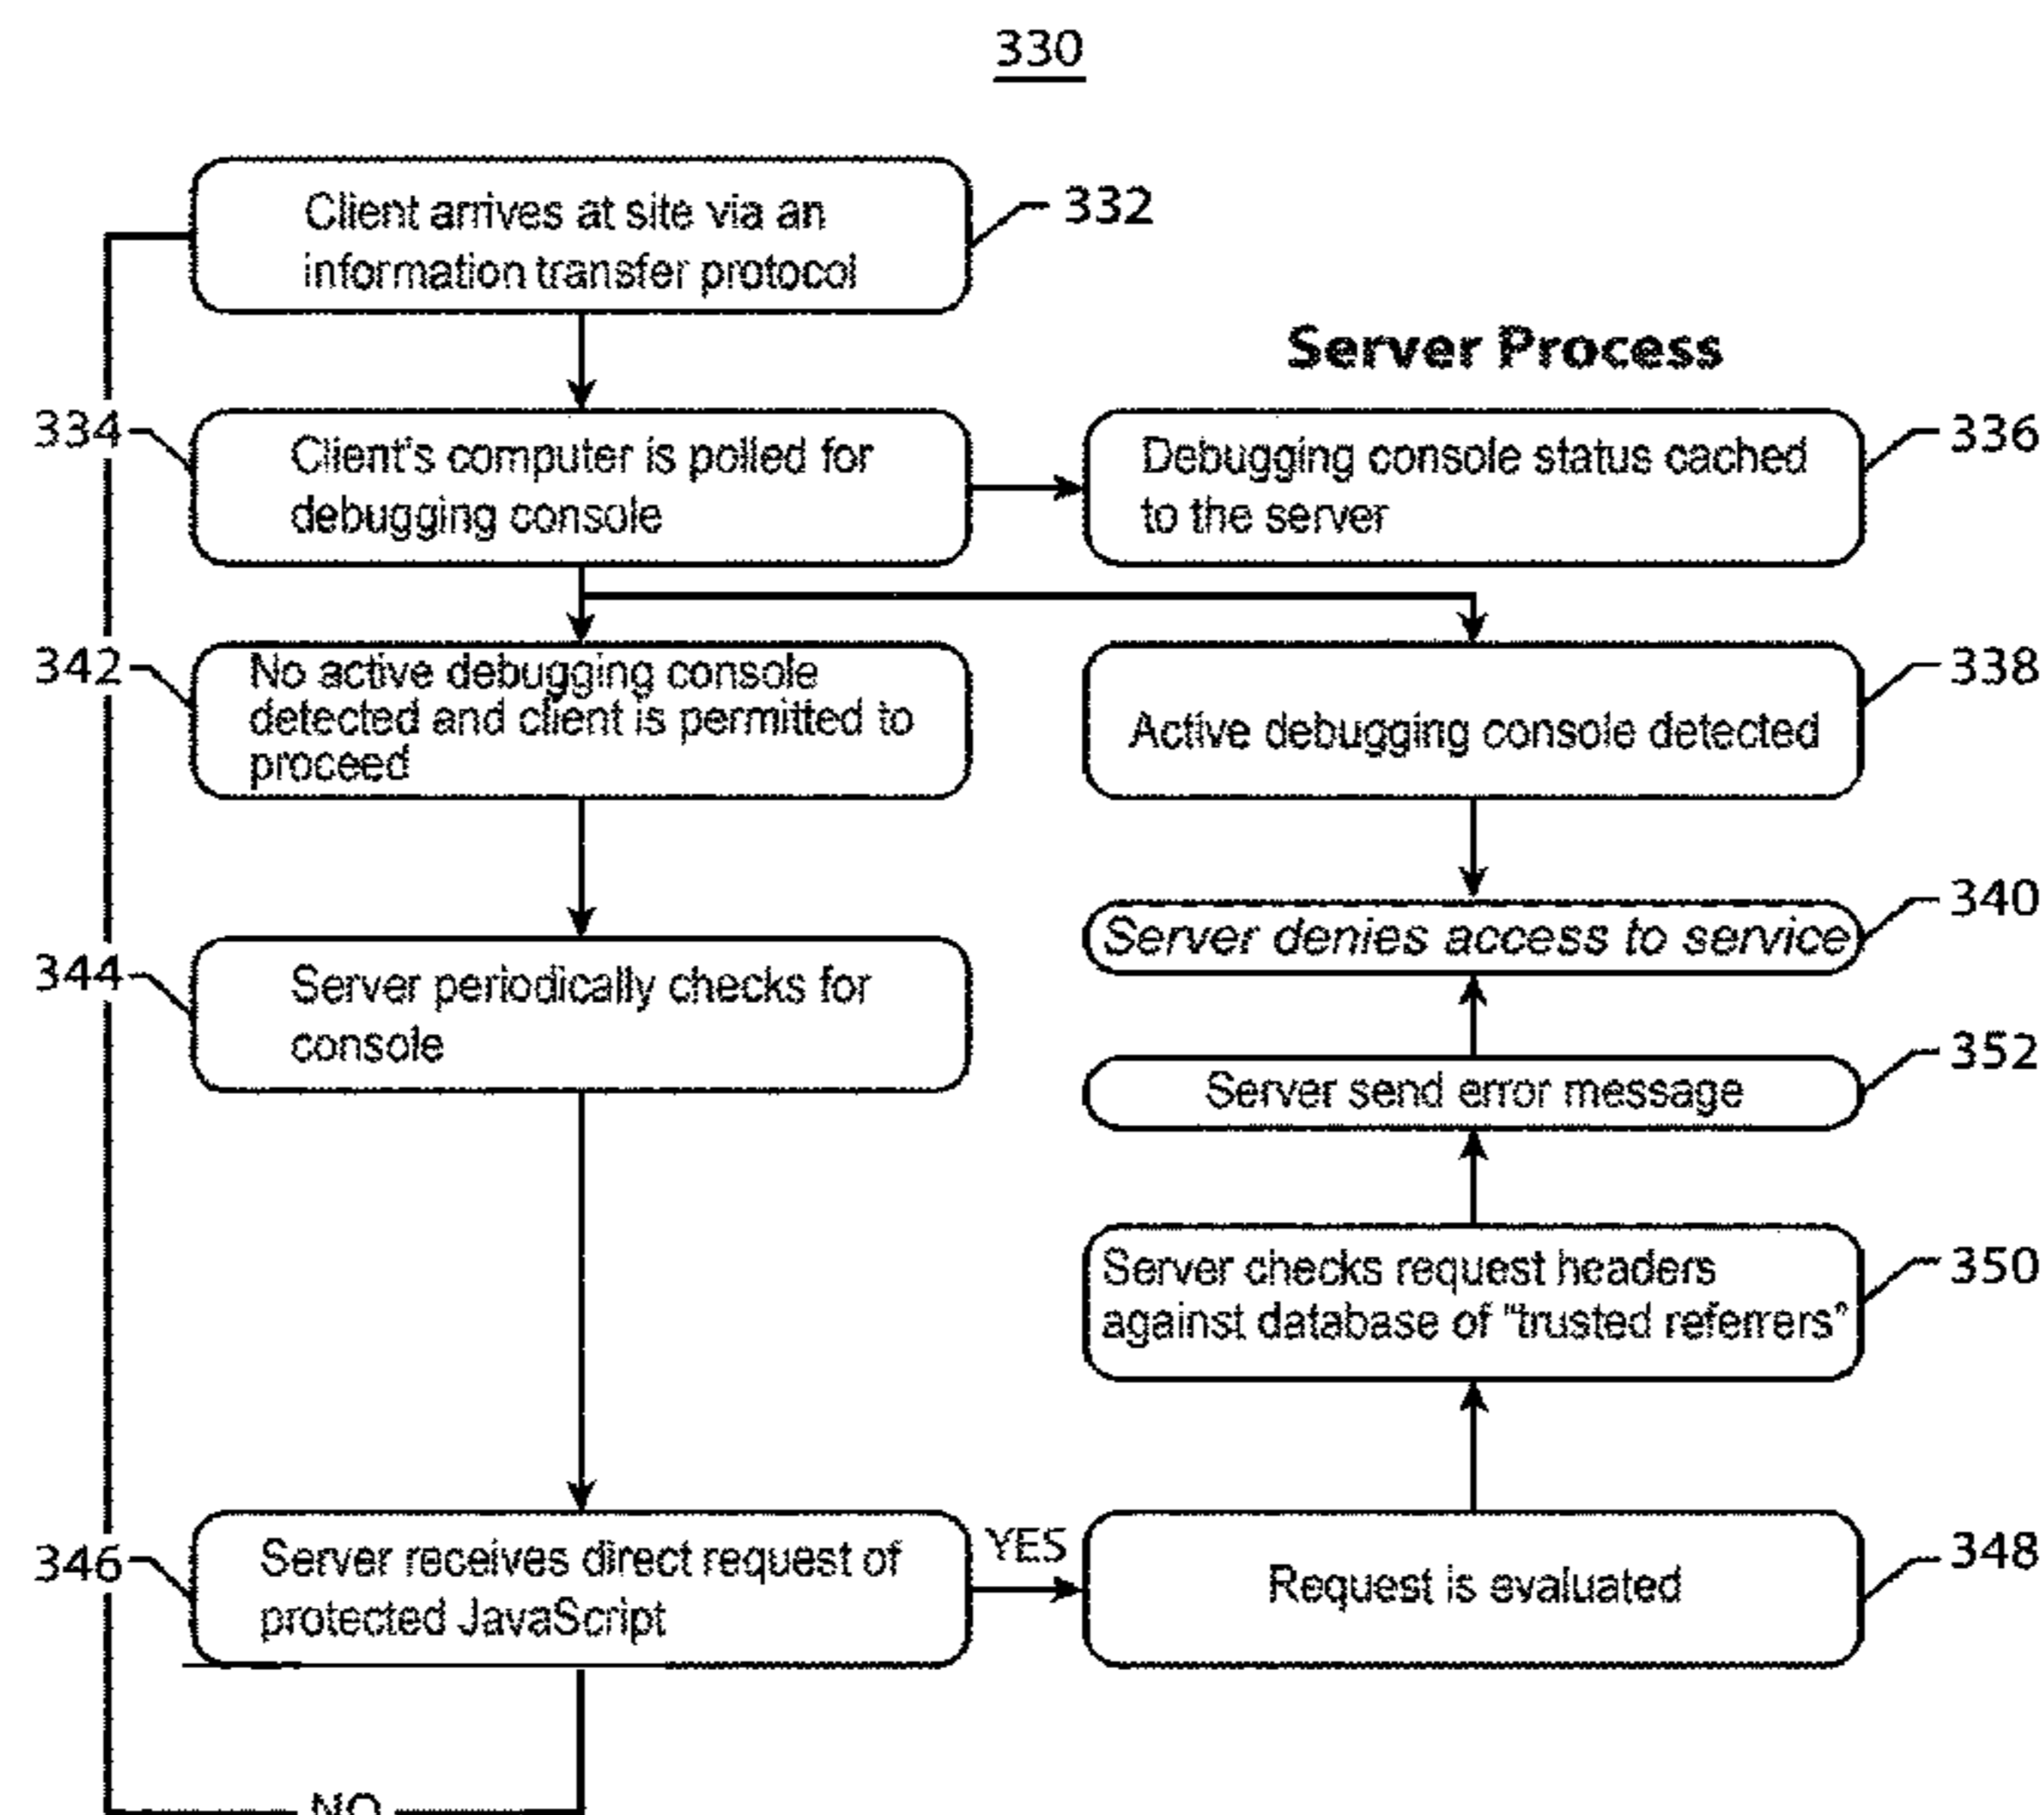 330
Client arrives at site via an
information transfer protocol
332
Server Process
334
Client's computer is polled for
debugging console
Debugging console status cached
to the server
336
342
No active debugging console
detected and client is permitted to
proceed
Active debugging console detected
338
Server denies access to service
340
344
Server periodically checks for
console
Server send error message
352
Server checks request headers
against database of "trusted referrers"
350
346
Server receives direct request of
protected JavaScript
YES
Request is evaluated
348
NO